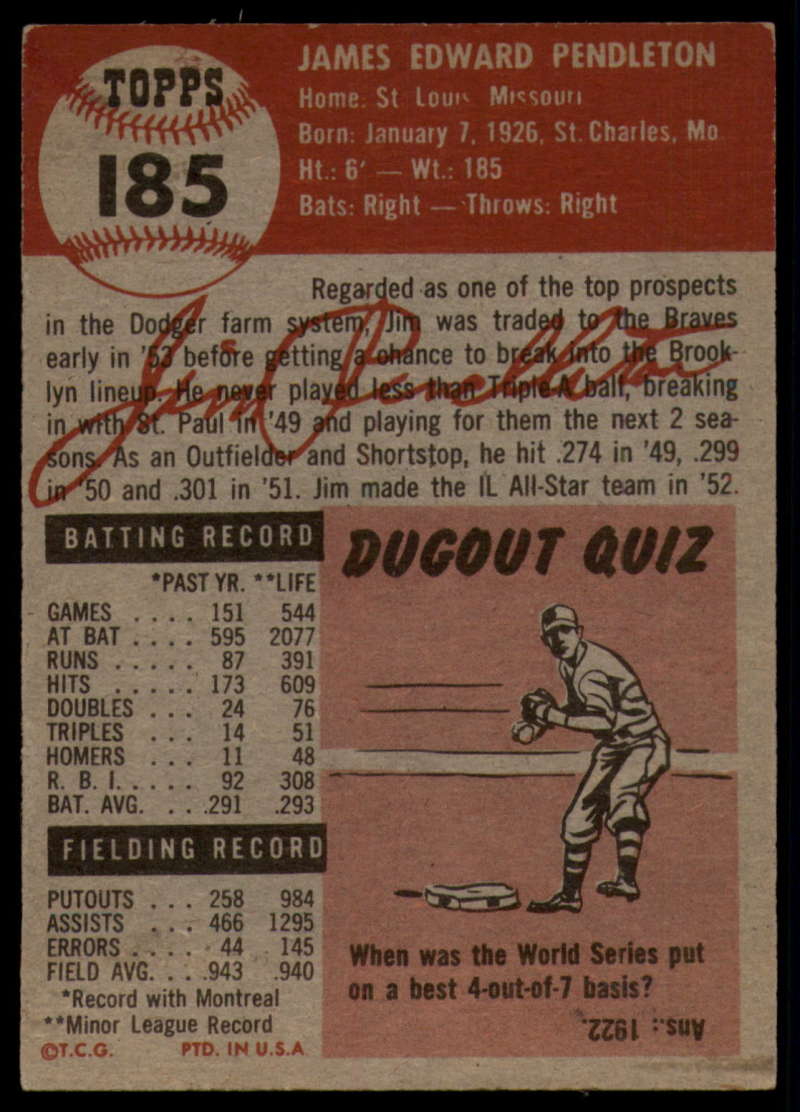 TOPPS
185
JAMES EDWARD PENDLETON
Home: St Louis Missouri
Born: January 7, 1926, St. Charles, Mo
Ht.: 6' — Wt.: 185
Bats: Right — Throws: Right
Regarded as one of the top prospects
in the Dodger farm system, Jim was traded to the Braves
early in '53 before getting a chance to break into the Brook-
lyn lineup. He never played less than Triple-A ball, breaking
in with St. Paul in '49 and playing for them the next 2 sea-
sons. As an Outfielder and Shortstop, he hit .274 in '49, .299
in '50 and .301 in '51. Jim made the IL All-Star team in '52.
Jim Pendleton
BATTING RECORD
*PAST YR. **LIFE
GAMES .... 151 544
AT BAT .... 595 2077
RUNS ..... 87 391
HITS ..... 173 609
DOUBLES ... 24 76
TRIPLES ... 14 51
HOMERS ... 11 48
R. B. I. .... 92 308
BAT. AVG. ... .291 .293
FIELDING RECORD
PUTOUTS ... 258 984
ASSISTS ... 466 1295
ERRORS .... 44 145
FIELD AVG. ... .943 .940
*Record with Montreal
**Minor League Record
©T.C.G. PTD. IN U.S.A
DUGOUT QUIZ
When was the World Series put
on a best 4-out-of-7 basis?
Ans.: 1922.